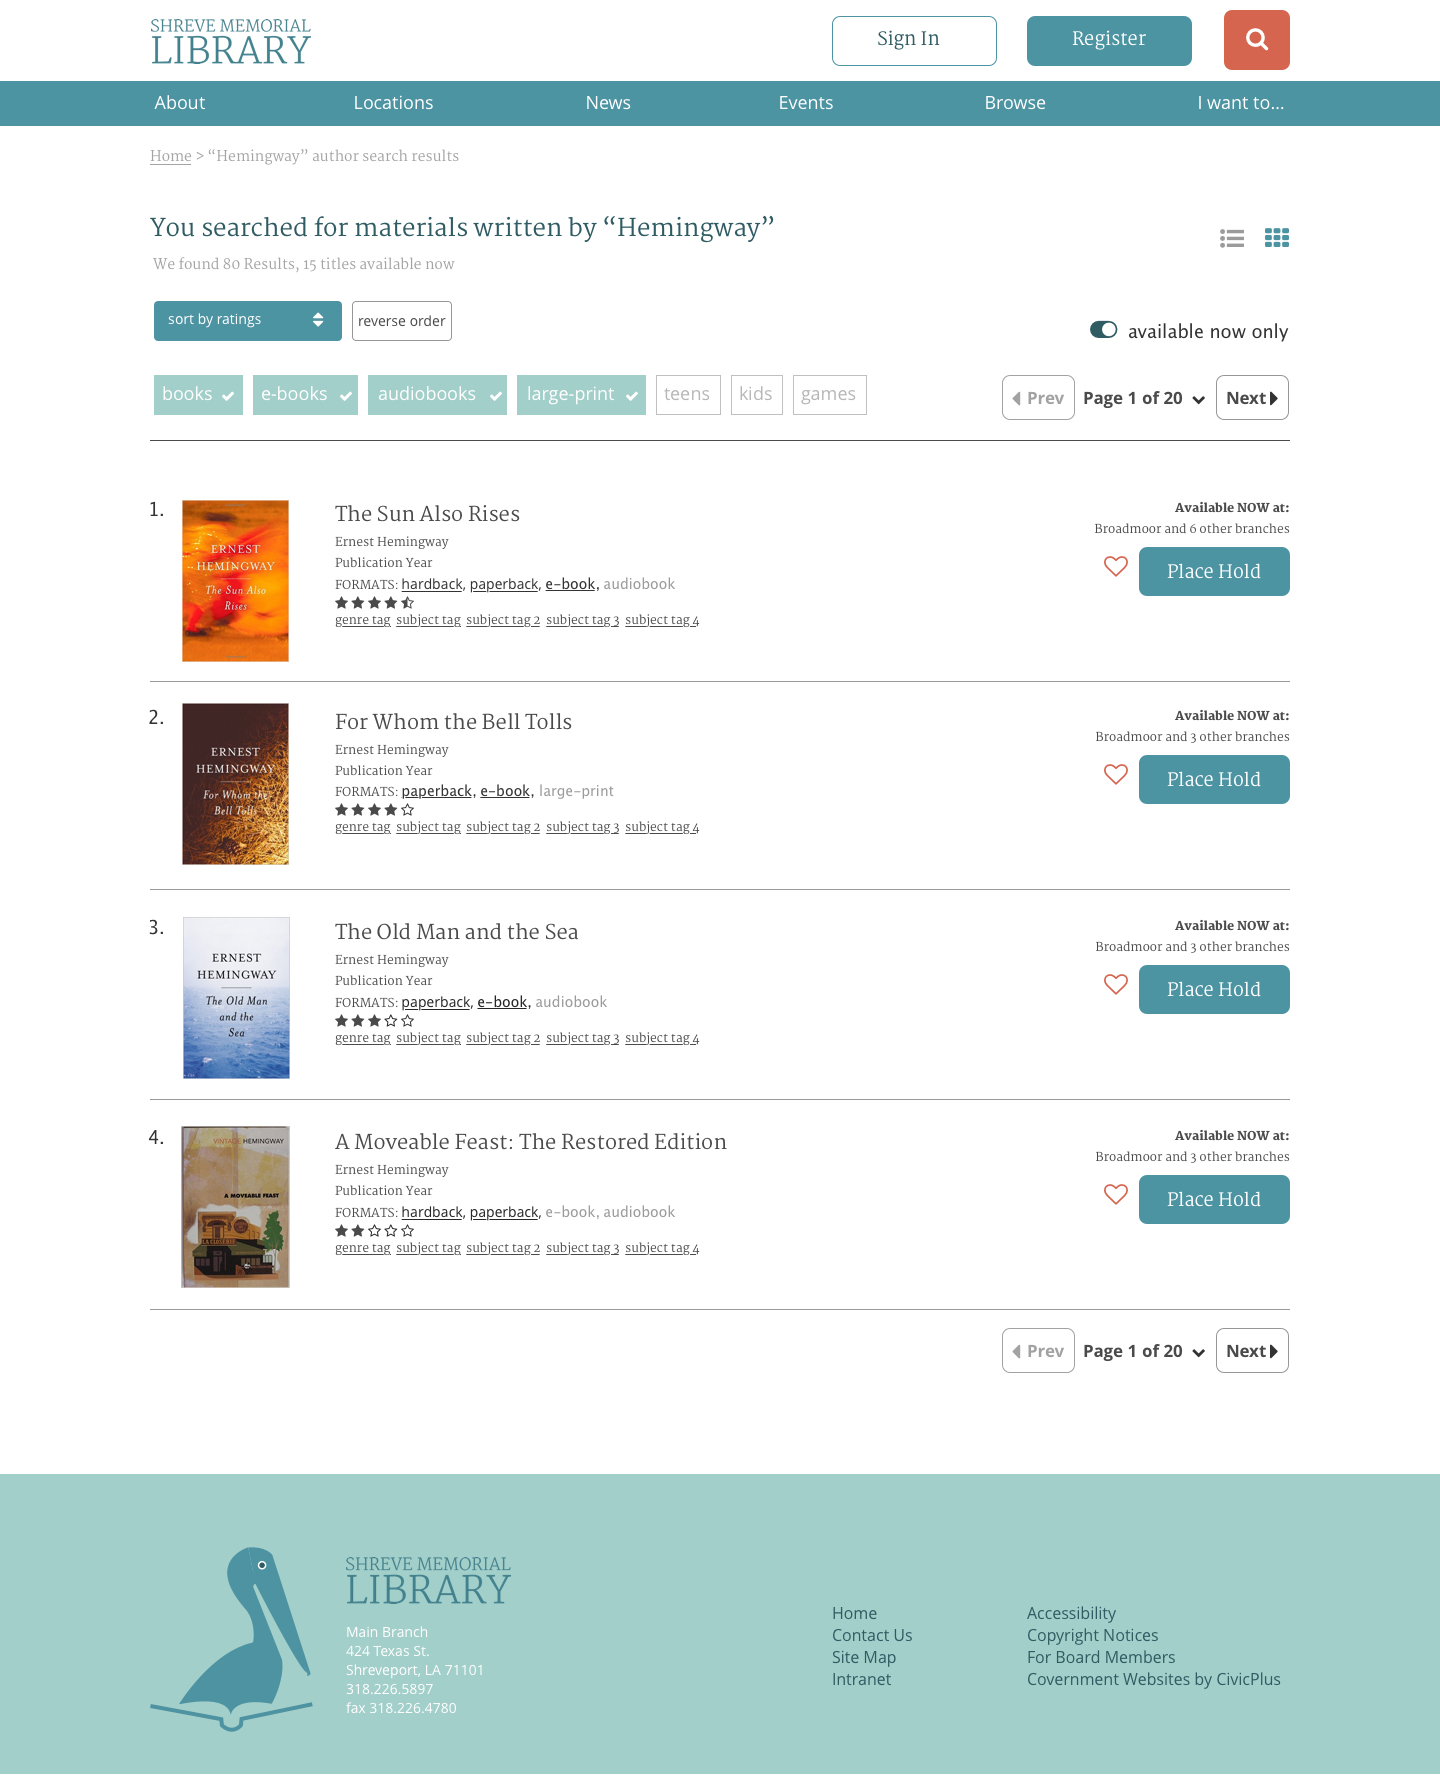 SHREVE MEMORIAL
LIBRARY
Sign In
Register
About
Locations
News
Events
Browse
I want to...
Home > “Hemingway” author search results
You searched for materials written by “Hemingway”
We found 80 Results, 15 titles available now
sort by ratings
reverse order
available now only
books
e-books
audiobooks
large-print
teens
kids
games
Prev
Page 1 of 20
Next
1.
ERNEST
HEMINGWAY
The Sun Also
Rises
The Sun Also Rises
Ernest Hemingway
Publication Year
FORMATS: hardback, paperback, e-book, audiobook
genre tag subject tag subject tag 2 subject tag 3 subject tag 4
Available NOW at:
Broadmoor and 6 other branches
Place Hold
2.
ERNEST
HEMINGWAY
For Whom the
Bell Tolls
For Whom the Bell Tolls
Ernest Hemingway
Publication Year
FORMATS: paperback, e-book, large-print
genre tag subject tag subject tag 2 subject tag 3 subject tag 4
Available NOW at:
Broadmoor and 3 other branches
Place Hold
3.
ERNEST
HEMINGWAY
The Old Man
and the
Sea
The Old Man and the Sea
Ernest Hemingway
Publication Year
FORMATS: paperback, e-book, audiobook
genre tag subject tag subject tag 2 subject tag 3 subject tag 4
Available NOW at:
Broadmoor and 3 other branches
Place Hold
4.
VINTAGE HEMINGWAY
A MOVEABLE FEAST
A Moveable Feast: The Restored Edition
Ernest Hemingway
Publication Year
FORMATS: hardback, paperback, e-book, audiobook
genre tag subject tag subject tag 2 subject tag 3 subject tag 4
Available NOW at:
Broadmoor and 3 other branches
Place Hold
Prev
Page 1 of 20
Next
SHREVE MEMORIAL
LIBRARY
Main Branch
424 Texas St.
Shreveport, LA 71101
318.226.5897
fax 318.226.4780
Home
Contact Us
Site Map
Intranet
Accessibility
Copyright Notices
For Board Members
Covernment Websites by CivicPlus